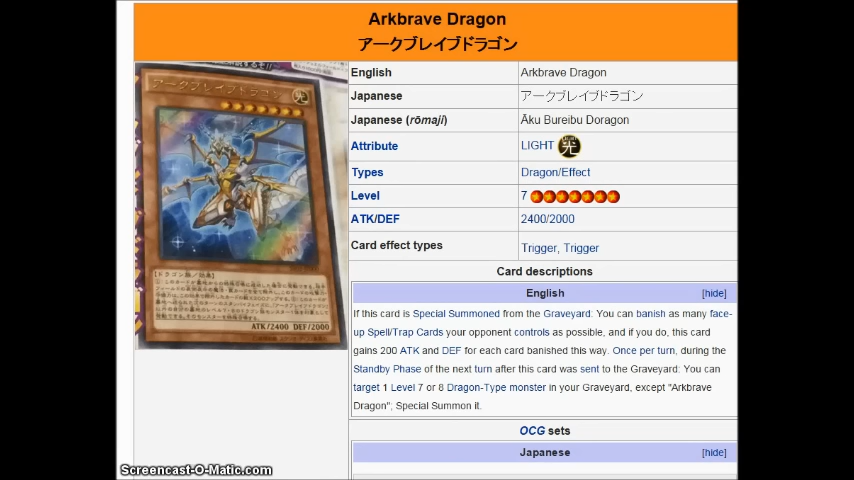 Arkbrave Dragon
アークブレイブドラゴン
English Arkbrave Dragon
Japanese アークブレイブドラゴン
Japanese (rōmaji) Āku Bureibu Doragon
Attribute LIGHT 光
Types Dragon/Effect
Level 7
ATK/DEF 2400/2000
Card effect types Trigger, Trigger
アークブレイブドラゴン 光
【ドラゴン族/効果】
ATK/2400 DEF/2000
Card descriptions
English [hide]
If this card is Special Summoned from the Graveyard: You can banish as many face-
up Spell/Trap Cards your opponent controls as possible, and if you do, this card
gains 200 ATK and DEF for each card banished this way. Once per turn, during the
Standby Phase of the next turn after this card was sent to the Graveyard: You can
target 1 Level 7 or 8 Dragon-Type monster in your Graveyard, except "Arkbrave
Dragon"; Special Summon it.
OCG sets
Japanese [hide]
Screencast-O-Matic.com